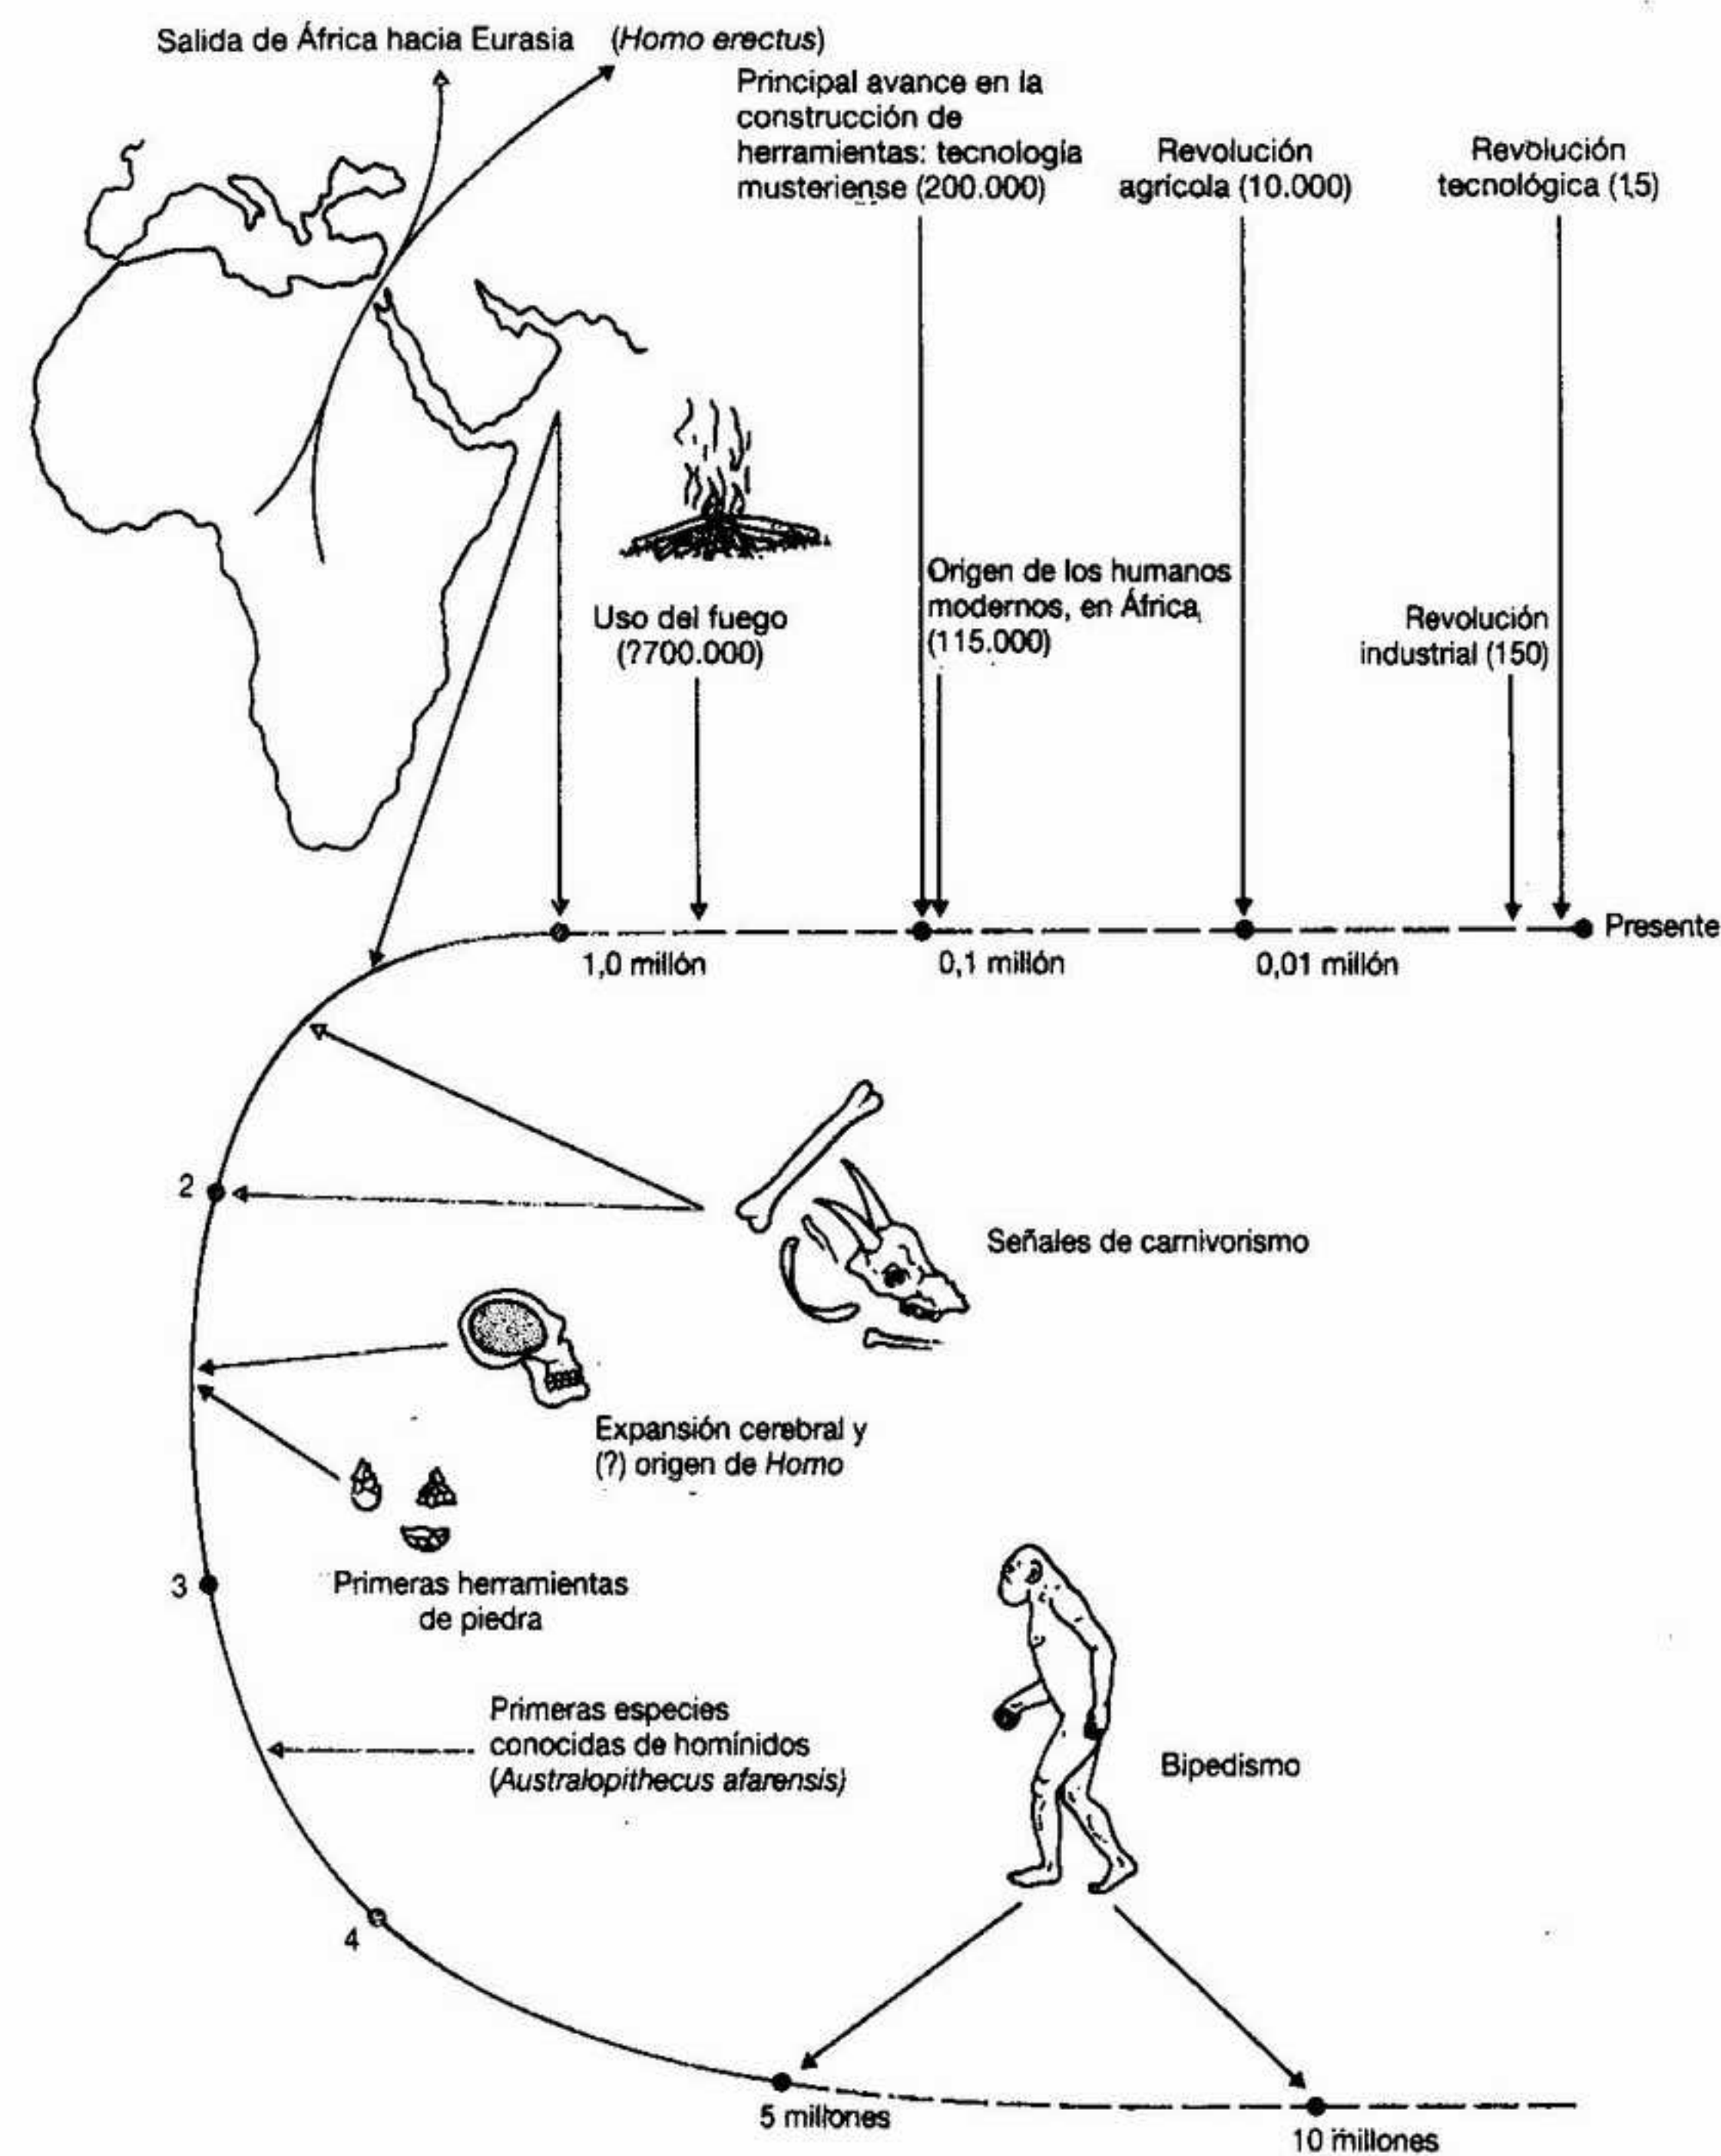 Salida de África hacia Eurasia (Homo erectus)
Principal avance en la
construcción de
herramientas: tecnología
musteriense (200.000)
Revolución
agrícola (10.000)
Revolución
tecnológica (15)
Uso del fuego
(?700.000)
Origen de los humanos
modernos, en África,
(115.000)
Revolución
industrial (150)
Presente
1,0 millón
0,1 millón
0,01 millón
2
Señales de carnivorismo
Expansión cerebral y
(?) origen de Homo
3
Primeras herramientas
de piedra
Primeras especies
conocidas de homínidos
(Australopithecus afarensis)
Bipedismo
4
5 millones
10 millones